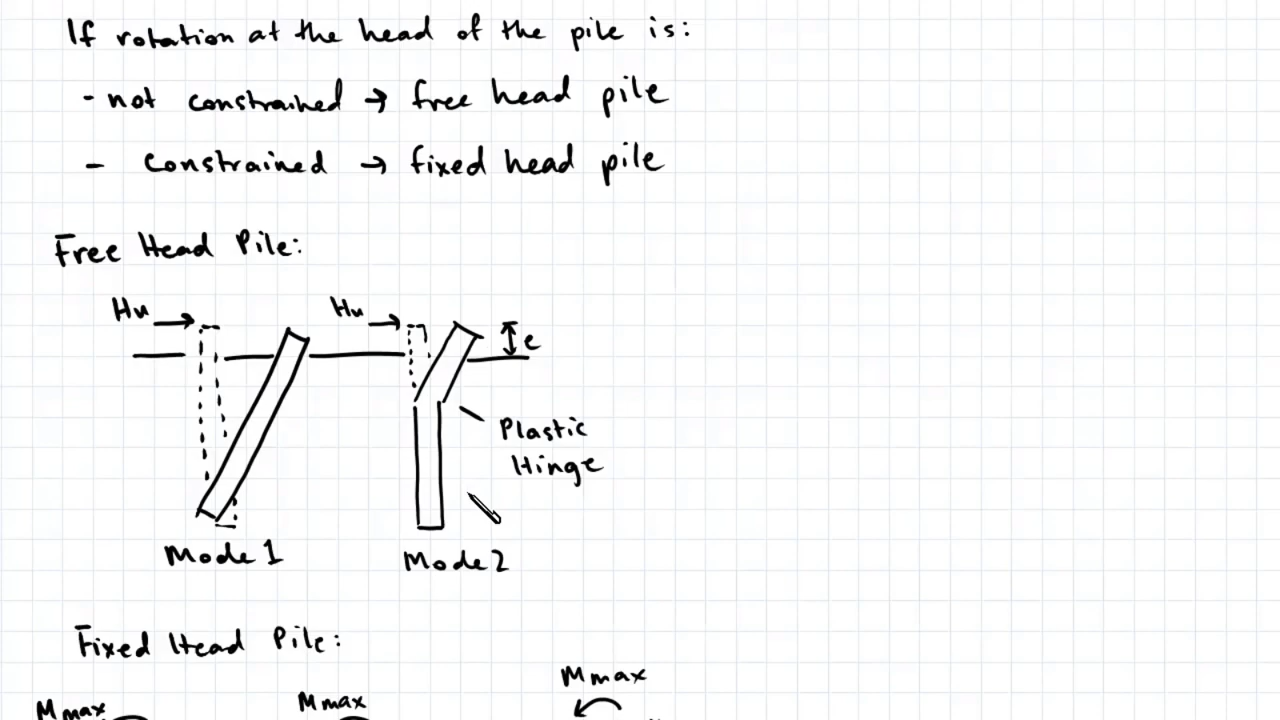 If rotation at the head of the pile is:
- not constrained → free head pile
- constrained → fixed head pile
Free Head Pile:
Hu
Hu
e
Plastic
Hinge
Mode 1
Mode 2
Fixed Head Pile:
Mmax
Mmax
Mmax